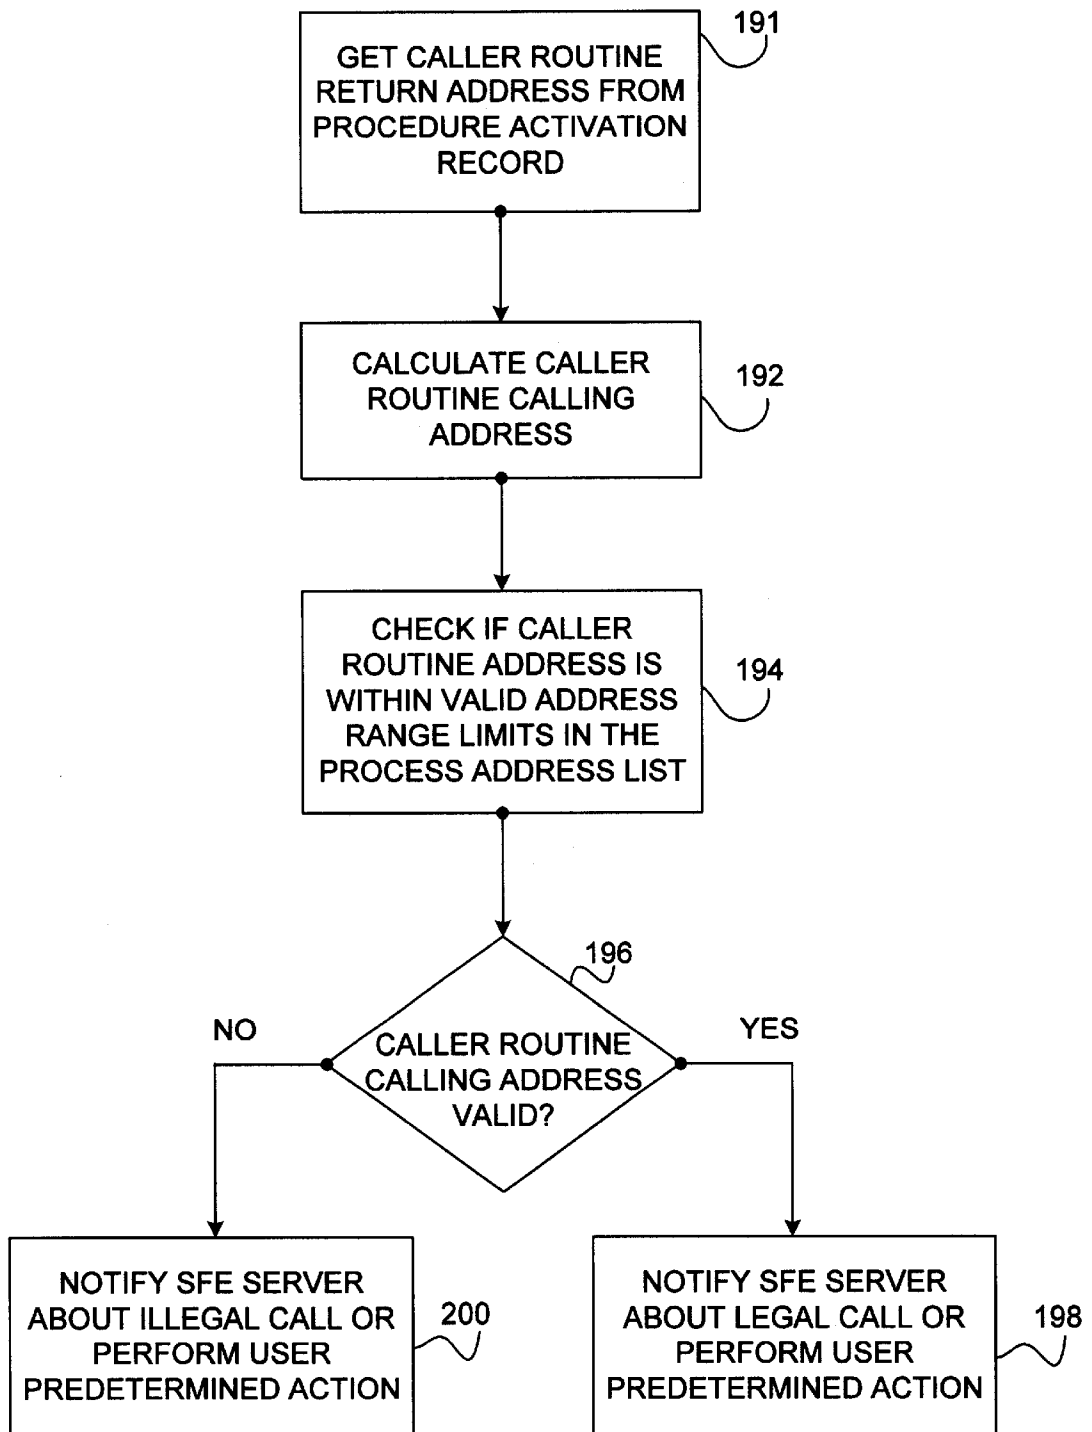 191
GET CALLER ROUTINE
RETURN ADDRESS FROM
PROCEDURE ACTIVATION
RECORD
192
CALCULATE CALLER
ROUTINE CALLING
ADDRESS
194
CHECK IF CALLER
ROUTINE ADDRESS IS
WITHIN VALID ADDRESS
RANGE LIMITS IN THE
PROCESS ADDRESS LIST
196
NO
YES
CALLER ROUTINE
CALLING ADDRESS
VALID?
NOTIFY SFE SERVER
ABOUT ILLEGAL CALL OR
PERFORM USER
PREDETERMINED ACTION
200
NOTIFY SFE SERVER
ABOUT LEGAL CALL OR
PERFORM USER
PREDETERMINED ACTION
198